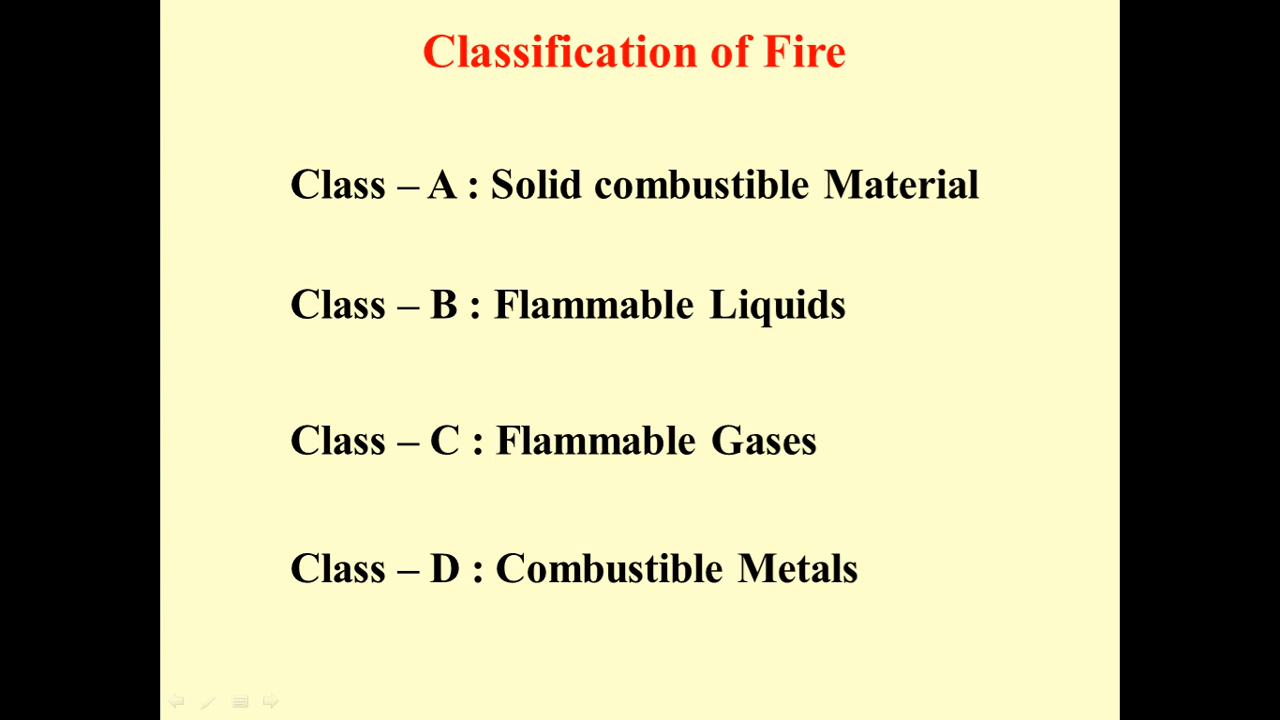 Classification of Fire
Class – A : Solid combustible Material
Class – B : Flammable Liquids
Class – C : Flammable Gases
Class – D : Combustible Metals